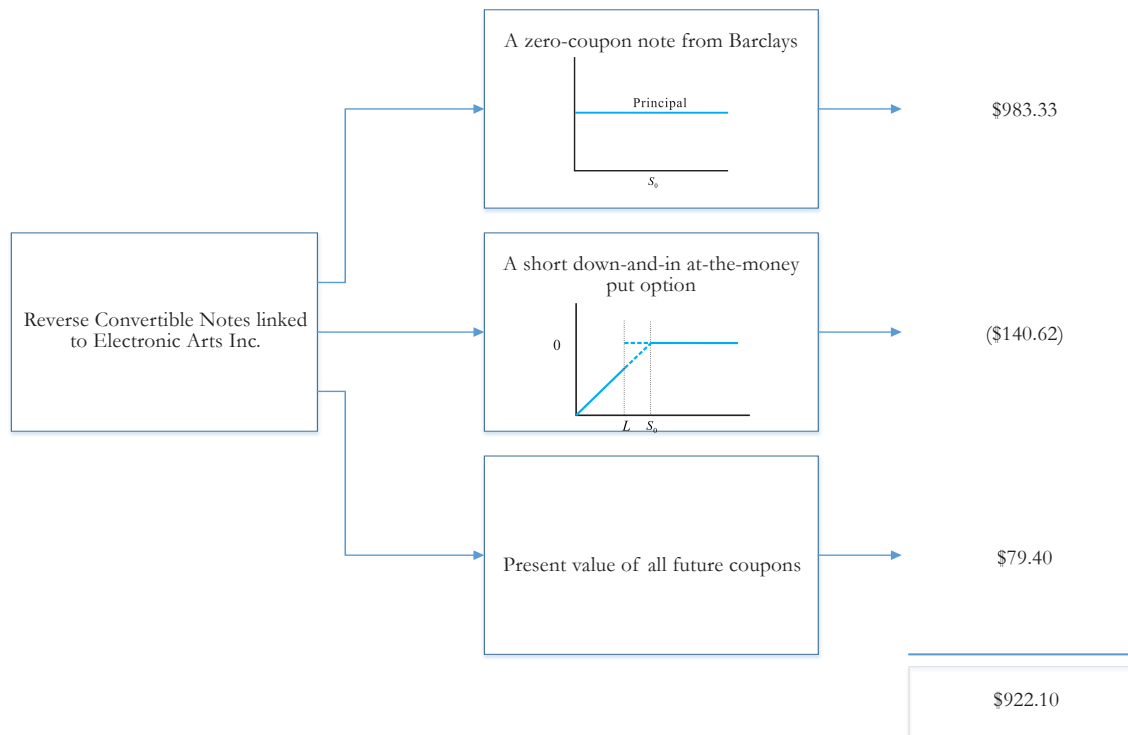 A zero-coupon note from Barclays
Principal
S₀
$983.33
Reverse Convertible Notes linked
to Electronic Arts Inc.
A short down-and-in at-the-money
put option
0
L S₀
($140.62)
Present value of all future coupons
$79.40
$922.10